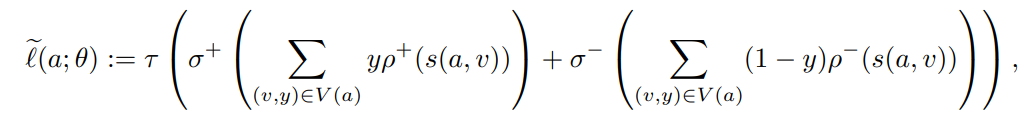 ℓ̃(a; θ) := τ ( σ⁺ ( ∑_{(v,y)∈V(a)} yρ⁺(s(a, v)) ) + σ⁻ ( ∑_{(v,y)∈V(a)} (1 − y)ρ⁻(s(a, v)) ) ) ,